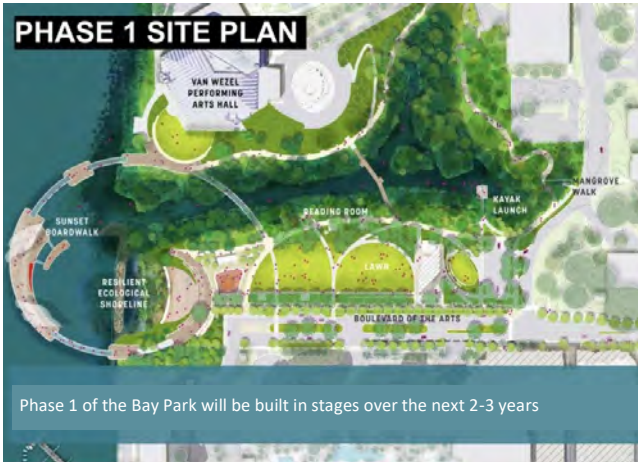 PHASE 1 SITE PLAN
VAN WEZEL
PERFORMING
ARTS HALL
MANGROVE
WALK
KAYAK
LAUNCH
READING ROOM
SUNSET
BOARDWALK
LAWN
RESILIENT
ECOLOGICAL
SHORELINE
BOULEVARD OF THE ARTS
Phase 1 of the Bay Park will be built in stages over the next 2-3 years